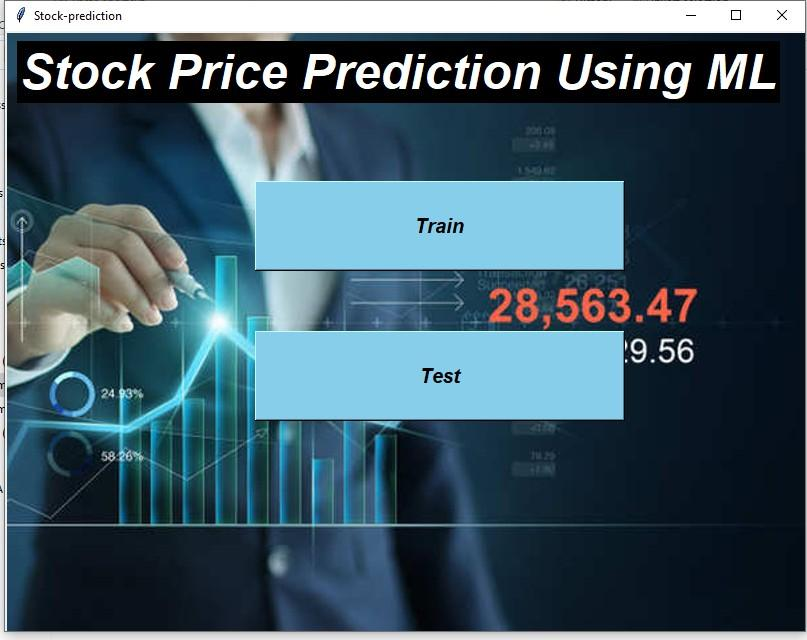 Stock-prediction
Stock Price Prediction Using ML
Train
28,563.47
Test
29.56
24.93%
58.26%